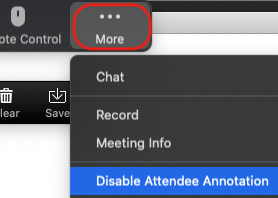 ote Control
More
Chat
lear
Save
Record
Meeting Info
Disable Attendee Annotation